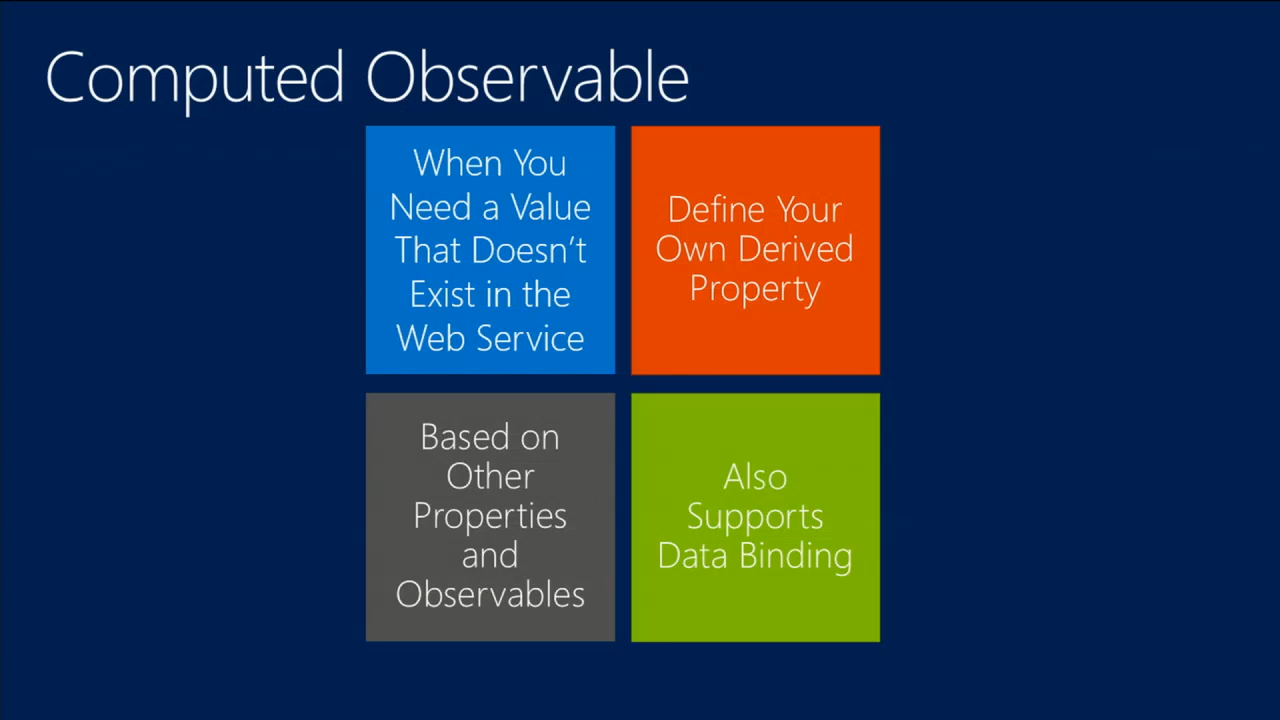 Computed Observable
When You
Need a Value
That Doesn't
Exist in the
Web Service
Define Your
Own Derived
Property
Based on
Other
Properties
and
Observables
Also
Supports
Data Binding